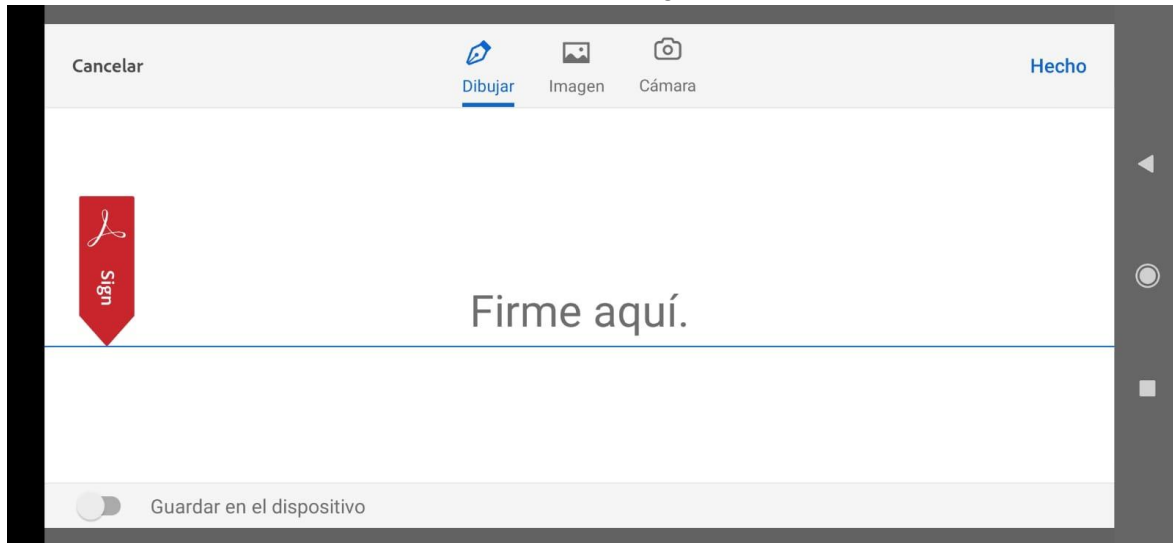 Cancelar
Dibujar
Imagen
Cámara
Hecho
Sign
Firme aquí.
Guardar en el dispositivo